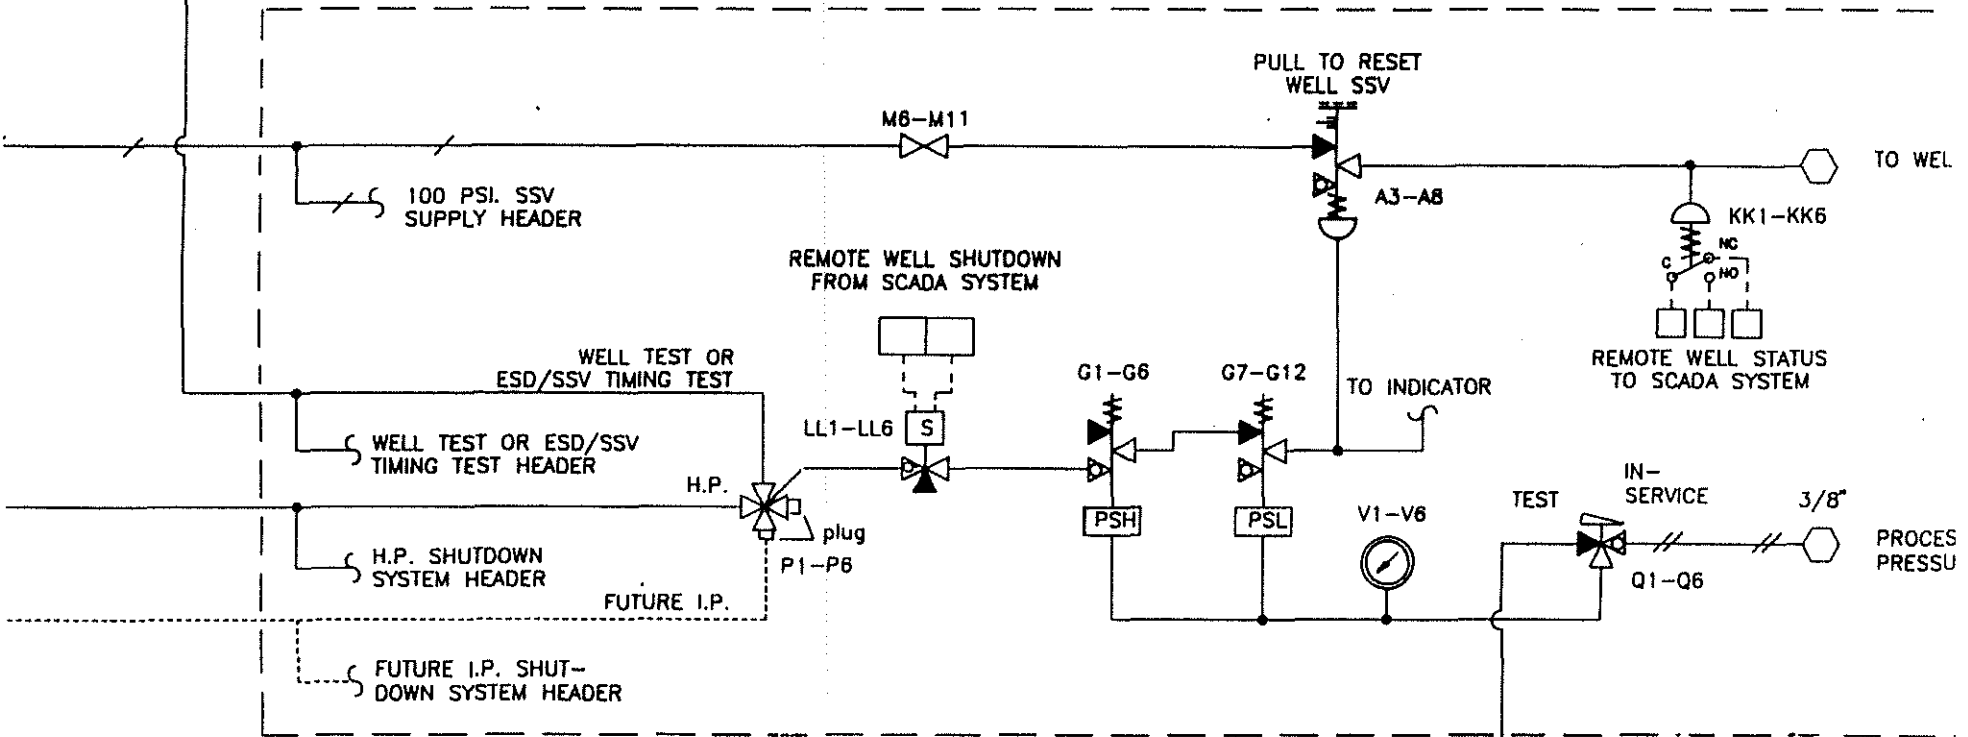 PULL TO RESET
WELL SSV
M6-M11
TO WEL
100 PSI. SSV
SUPPLY HEADER
A3-A8
KK1-KK6
NC
C
NO
REMOTE WELL SHUTDOWN
FROM SCADA SYSTEM
REMOTE WELL STATUS
TO SCADA SYSTEM
WELL TEST OR
ESD/SSV TIMING TEST
G1-G6
G7-G12
TO INDICATOR
LL1-LL6
S
WELL TEST OR ESD/SSV
TIMING TEST HEADER
H.P.
IN-
SERVICE
TEST
3/8"
PSH
PSL
V1-V6
plug
PROCES
PRESSU
H.P. SHUTDOWN
SYSTEM HEADER
P1-P6
Q1-Q6
FUTURE I.P.
FUTURE I.P. SHUT-
DOWN SYSTEM HEADER